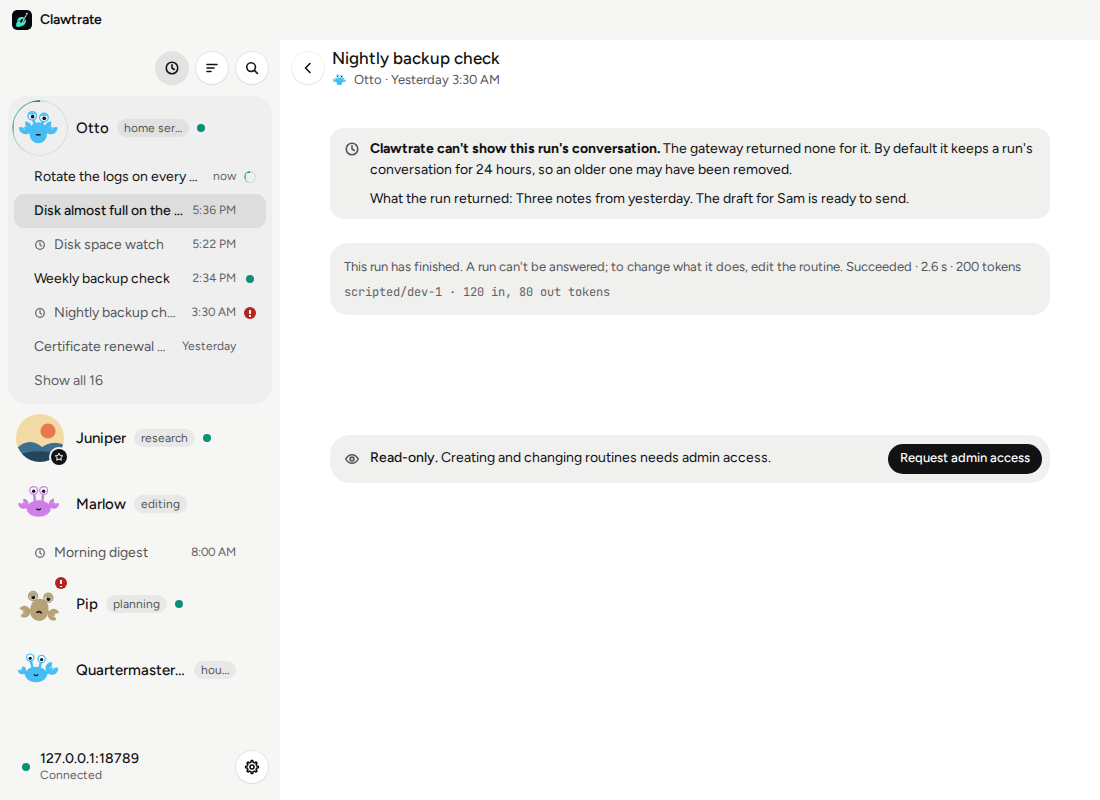 Clawtrate
Otto home ser...
Rotate the logs on every ... now
Disk almost full on the ... 5:36 PM
Disk space watch 5:22 PM
Weekly backup check 2:34 PM
Nightly backup ch... 3:30 AM
Certificate renewal ... Yesterday
Show all 16
Juniper research
Marlow editing
Morning digest 8:00 AM
Pip planning
Quartermaster... hou...
127.0.0.1:18789
Connected
Nightly backup check
Otto · Yesterday 3:30 AM
Clawtrate can't show this run's conversation. The gateway returned none for it. By default it keeps a run's
conversation for 24 hours, so an older one may have been removed.
What the run returned: Three notes from yesterday. The draft for Sam is ready to send.
This run has finished. A run can't be answered; to change what it does, edit the routine. Succeeded · 2.6 s · 200 tokens
scripted/dev-1 · 120 in, 80 out tokens
Read-only. Creating and changing routines needs admin access. Request admin access